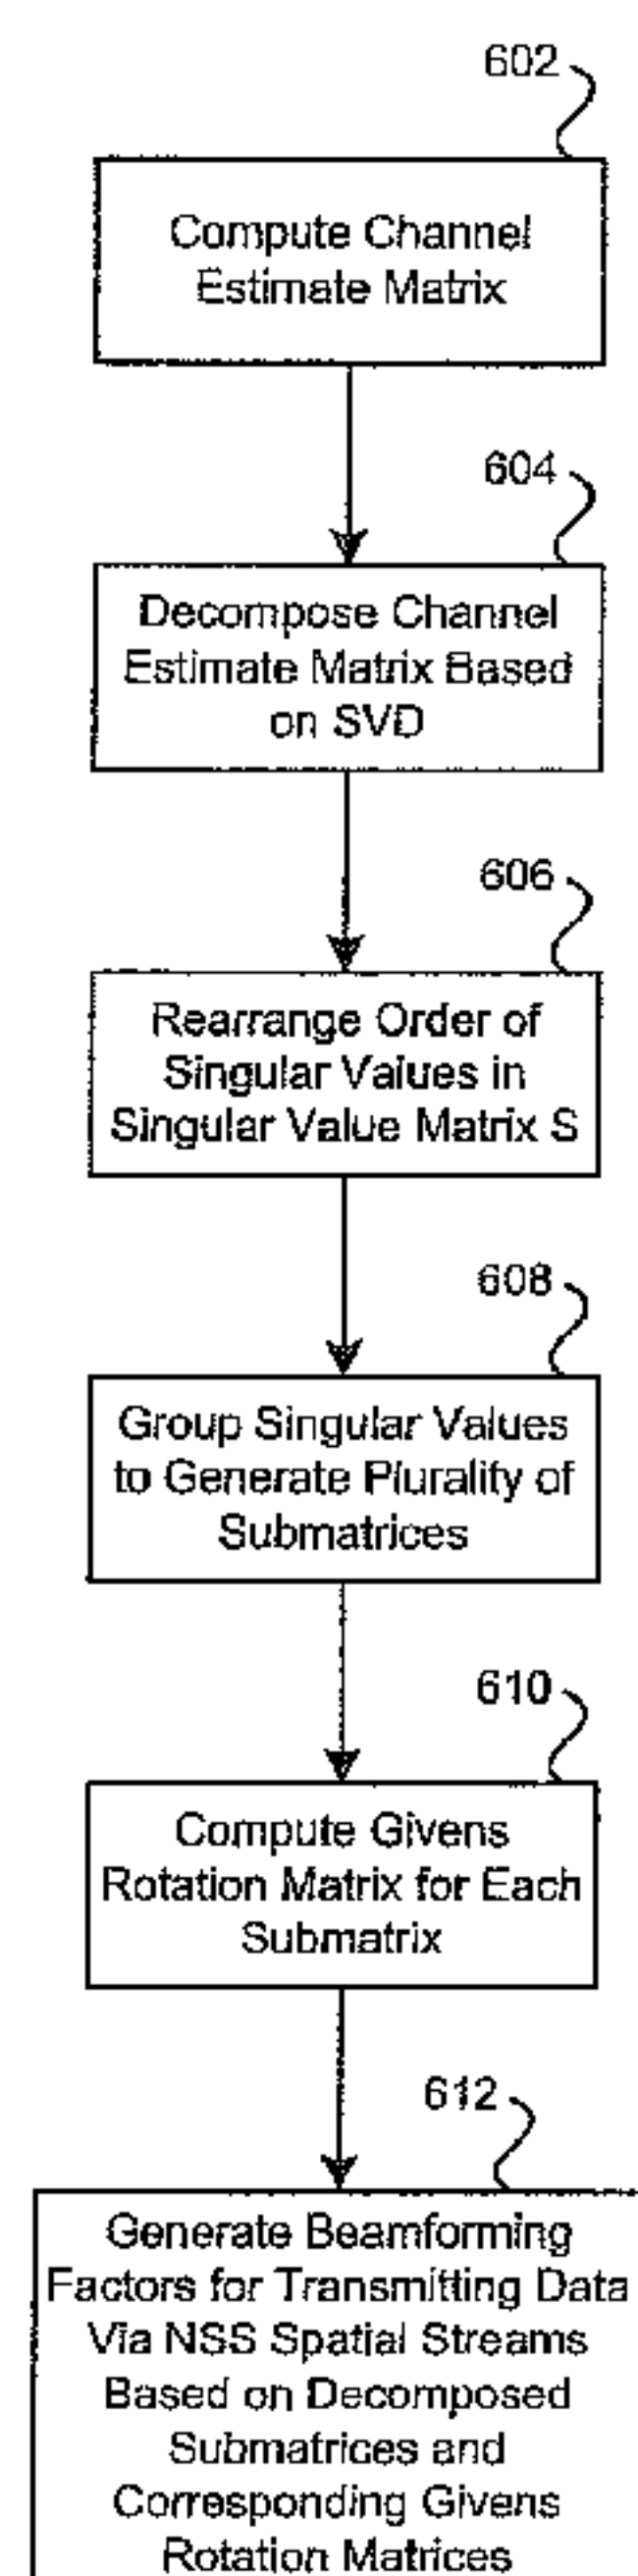 602
Compute Channel
Estimate Matrix
604
Decompose Channel
Estimate Matrix Based
on SVD
606
Rearrange Order of
Singular Values in
Singular Value Matrix S
608
Group Singular Values
to Generate Plurality of
Submatrices
610
Compute Givens
Rotation Matrix for Each
Submatrix
612
Generate Beamforming
Factors for Transmitting Data
Via NSS Spatial Streams
Based on Decomposed
Submatrices and
Corresponding Givens
Rotation Matrices